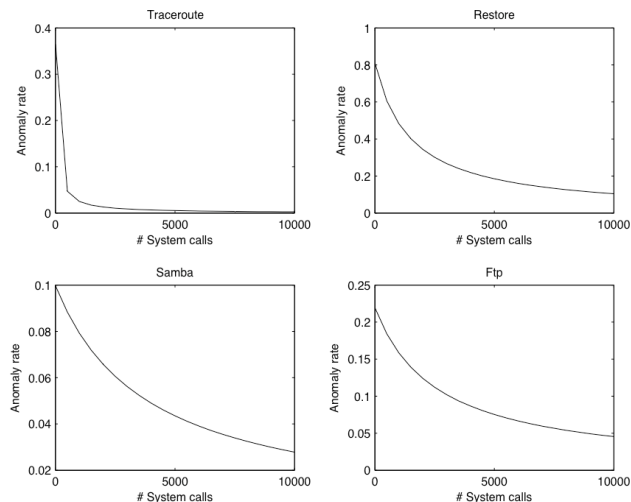 Traceroute
0.4
0.3
0.2
0.1
0
Anomaly rate
0 5000 10000
# System calls
Restore
1
0.8
0.6
0.4
0.2
0
Anomaly rate
0 5000 10000
# System calls
Samba
0.1
0.08
0.06
0.04
0.02
Anomaly rate
0 5000 10000
# System calls
Ftp
0.25
0.2
0.15
0.1
0.05
0
Anomaly rate
0 5000 10000
# System calls